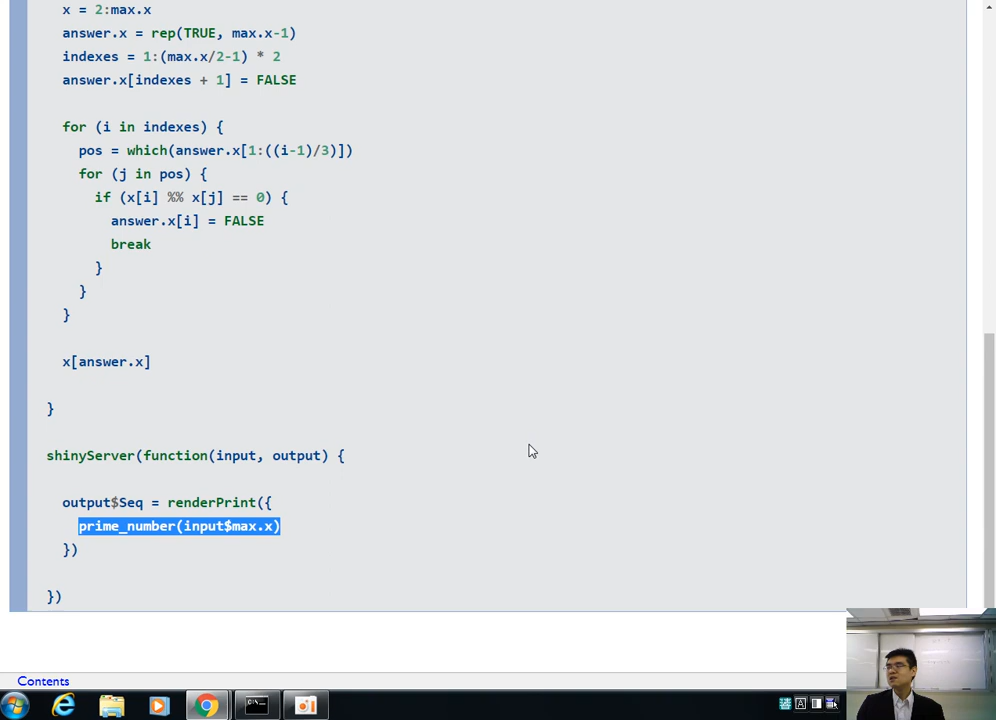 x = 2:max.x
answer.x = rep(TRUE, max.x-1)
indexes = 1:(max.x/2-1) * 2
answer.x[indexes + 1] = FALSE
for (i in indexes) {
pos = which(answer.x[1:((i-1)/3)])
for (j in pos) {
if (x[i] %% x[j] == 0) {
answer.x[i] = FALSE
break
}
}
}
x[answer.x]
}
shinyServer(function(input, output) {
output$Seq = renderPrint({
prime_number(input$max.x)
})
})
Contents